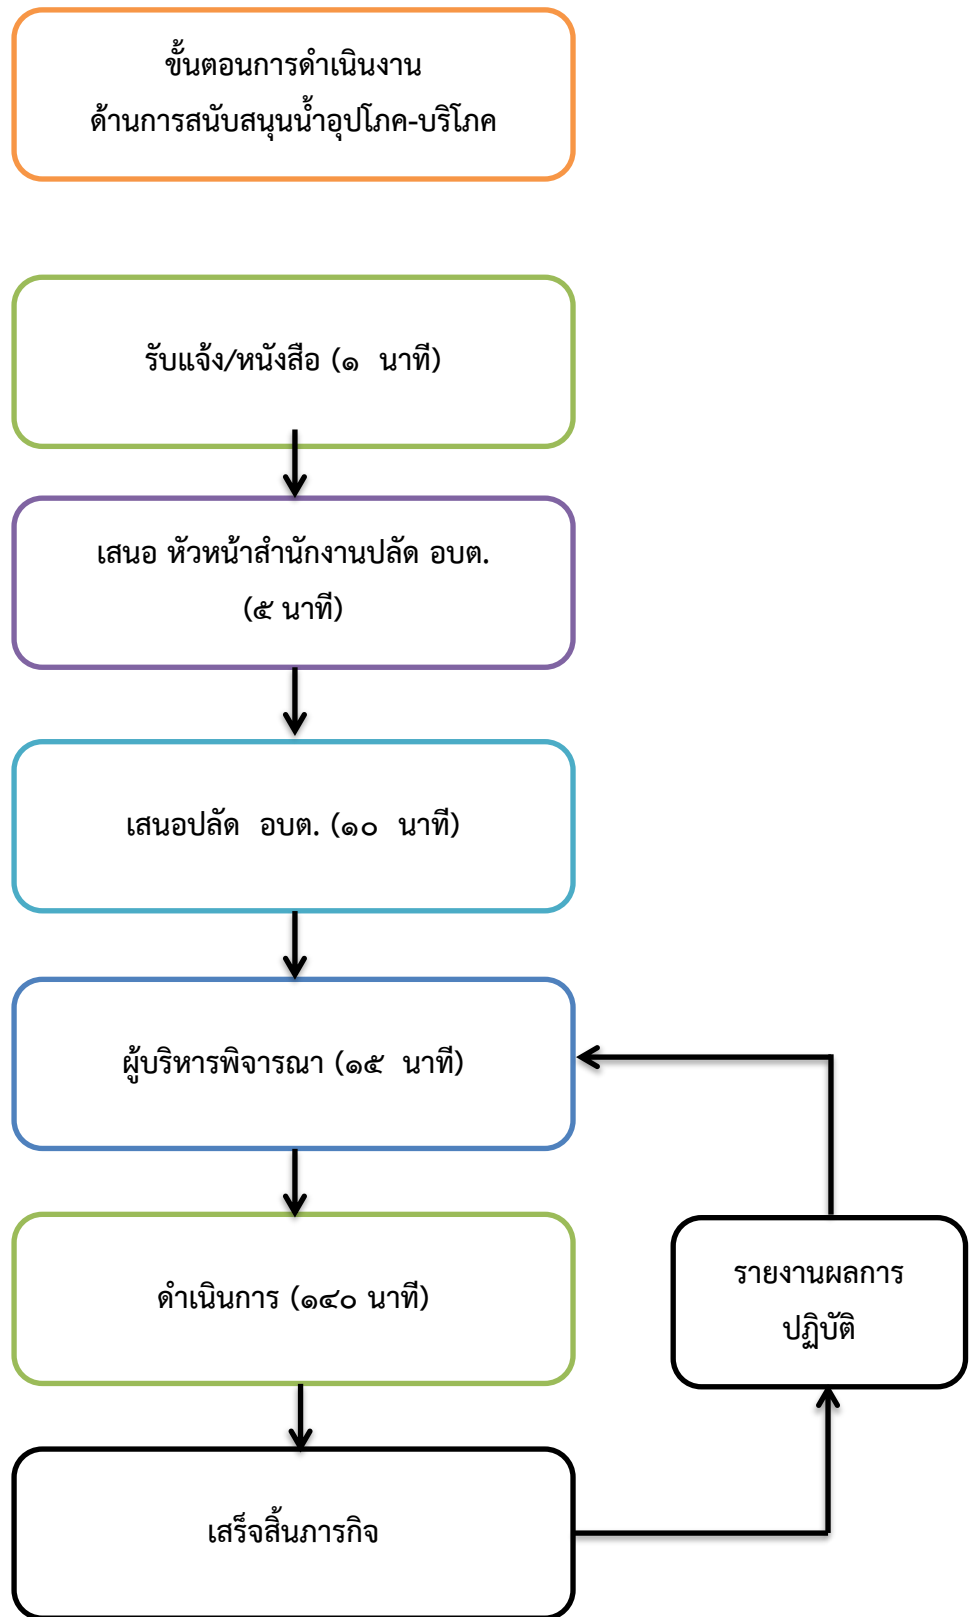 ขั้นตอนการดำเนินงาน
ด้านการสนับสนุนน้ำอุปโภค-บริโภค
รับแจ้ง/หนังสือ (๑ นาที)
เสนอ หัวหน้าสำนักงานปลัด อบต.
(๕ นาที)
เสนอปลัด อบต. (๑๐ นาที)
ผู้บริหารพิจารณา (๑๕ นาที)
ดำเนินการ (๑๔๐ นาที)
รายงานผลการ
ปฏิบัติ
เสร็จสิ้นภารกิจ